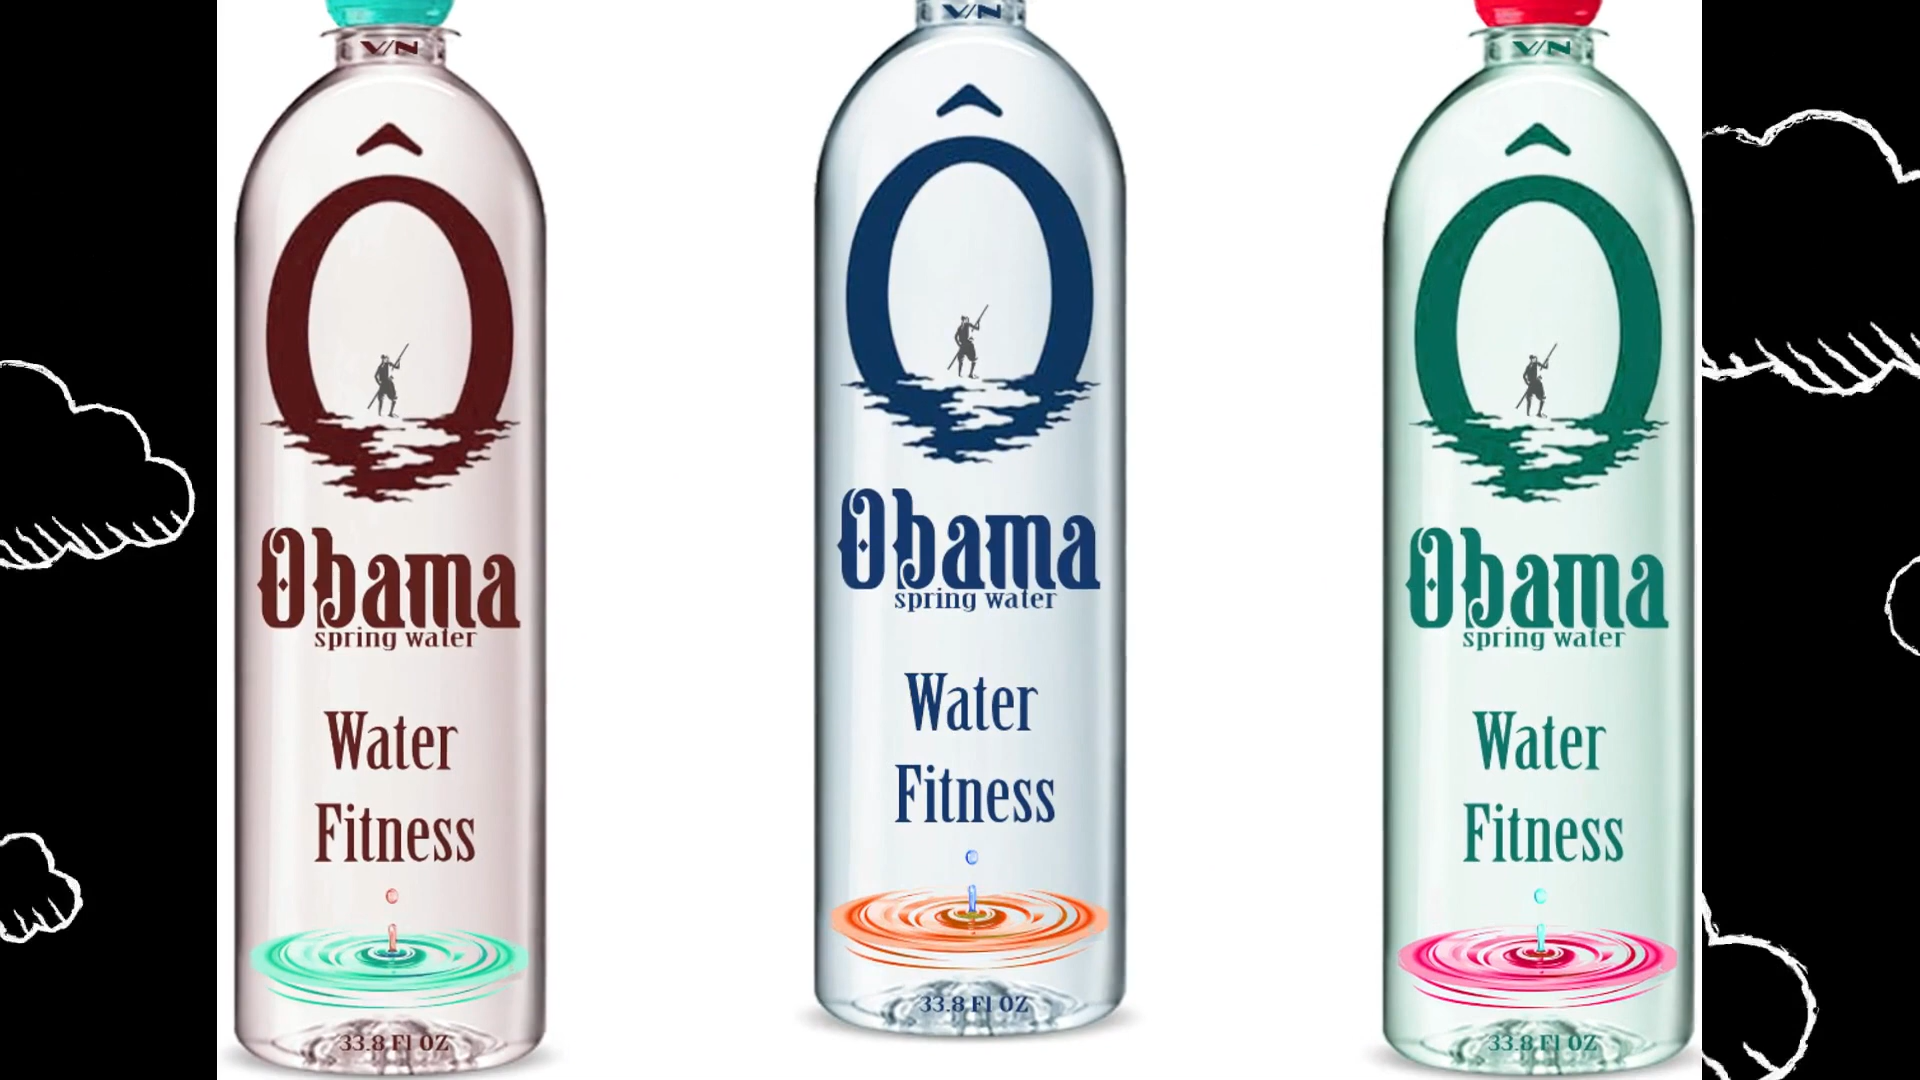 V/N
Ô
Obama
spring water
Water
Fitness
33.8 Fl OZ
V/N
Ô
Obama
spring water
Water
Fitness
33.8 Fl OZ
V/N
Ô
Obama
spring water
Water
Fitness
33.8 Fl OZ